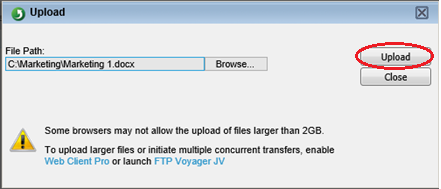 Upload
File Path:
C:\Marketing\Marketing 1.docx
Browse...
Upload
Close
Some browsers may not allow the upload of files larger than 2GB.
To upload larger files or initiate multiple concurrent transfers, enable
Web Client Pro or launch FTP Voyager JV